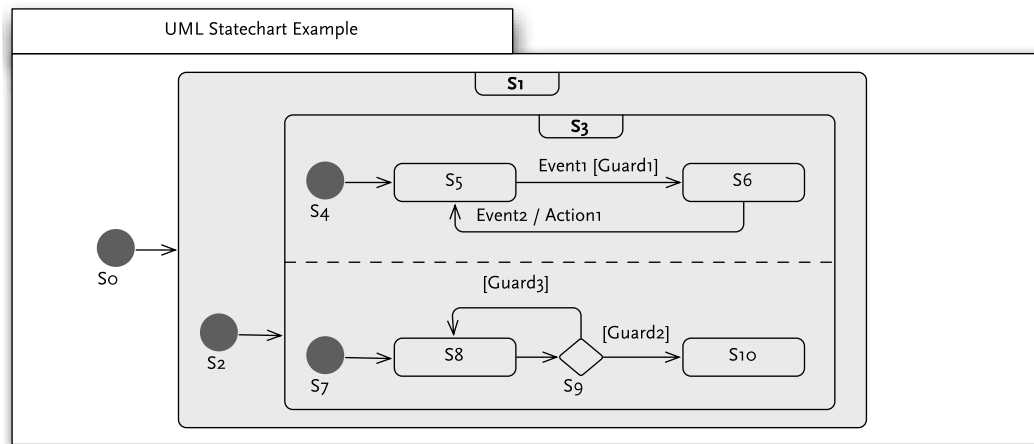 UML Statechart Example
S1
S3
Event1 [Guard1]
S5
S6
S4
Event2 / Action1
S0
[Guard3]
[Guard2]
S8
S10
S2
S7
S9